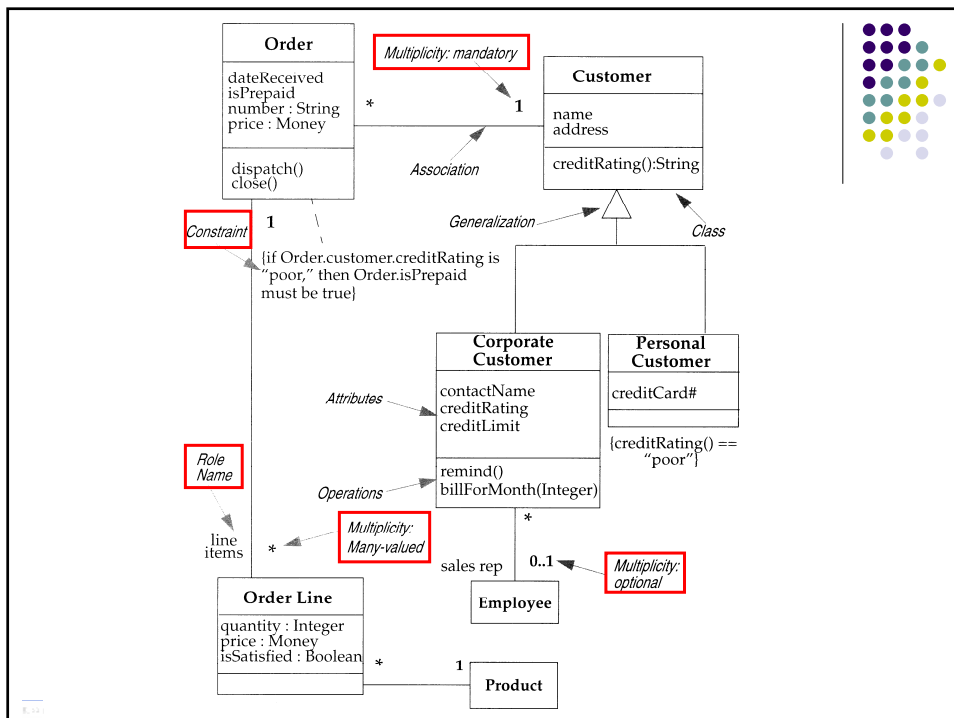 Order
dateReceived
isPrepaid
number : String
price : Money
dispatch()
close()
Multiplicity: mandatory
*
1
Association
Customer
name
address
creditRating():String
Generalization
Class
Constraint
1
{if Order.customer.creditRating is
“poor,” then Order.isPrepaid
must be true}
Corporate
Customer
contactName
creditRating
creditLimit
remind()
billForMonth(Integer)
Personal
Customer
creditCard#
{creditRating() ==
“poor”}
Attributes
Operations
Role
Name
line
items
*
Multiplicity:
Many-valued
*
sales rep
0..1
Multiplicity:
optional
Employee
Order Line
quantity : Integer
price : Money
isSatisfied : Boolean
*
1
Product